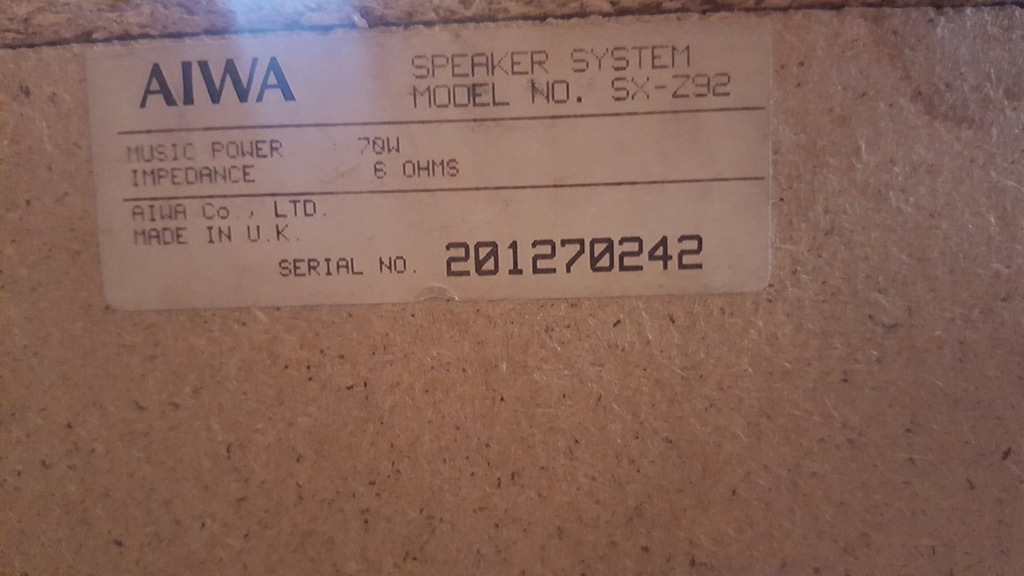 AIWA
SPEAKER SYSTEM
MODEL NO. SX-Z92
MUSIC POWER 70W
IMPEDANCE 6 OHMS
AIWA Co., LTD.
MADE IN U.K.
SERIAL NO. 201270242